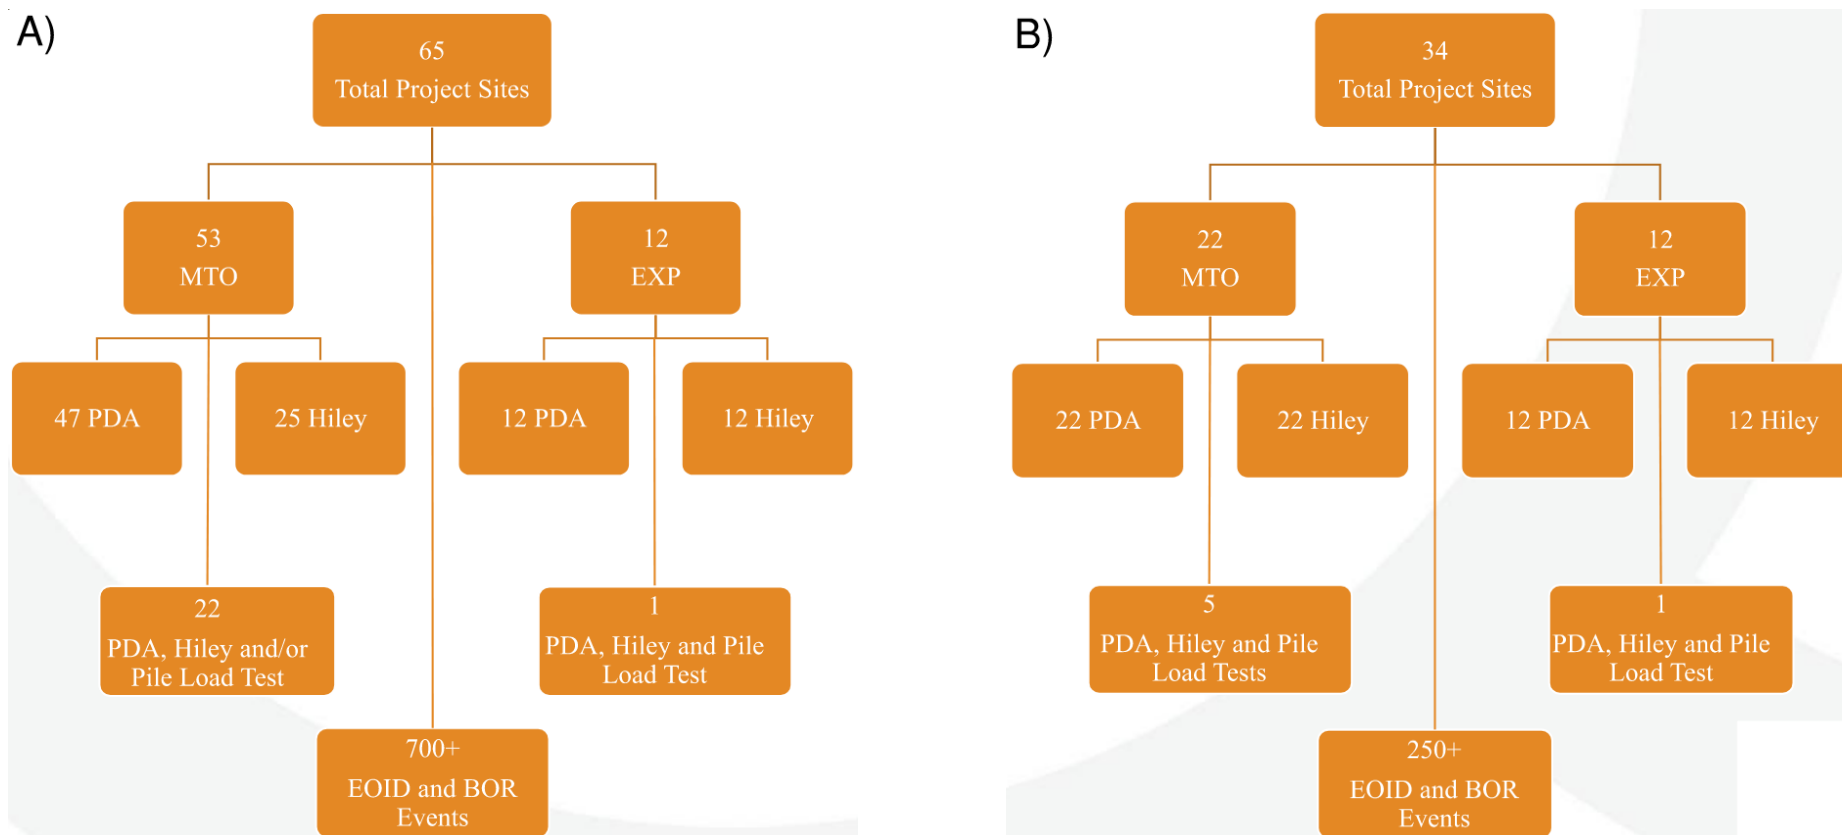 A)
65
Total Project Sites
53
MTO
12
EXP
47 PDA
25 Hiley
12 PDA
12 Hiley
22
PDA, Hiley and/or
Pile Load Test
1
PDA, Hiley and Pile
Load Test
700+
EOID and BOR
Events
B)
34
Total Project Sites
22
MTO
12
EXP
22 PDA
22 Hiley
12 PDA
12 Hiley
5
PDA, Hiley and Pile
Load Tests
1
PDA, Hiley and Pile
Load Test
250+
EOID and BOR
Events